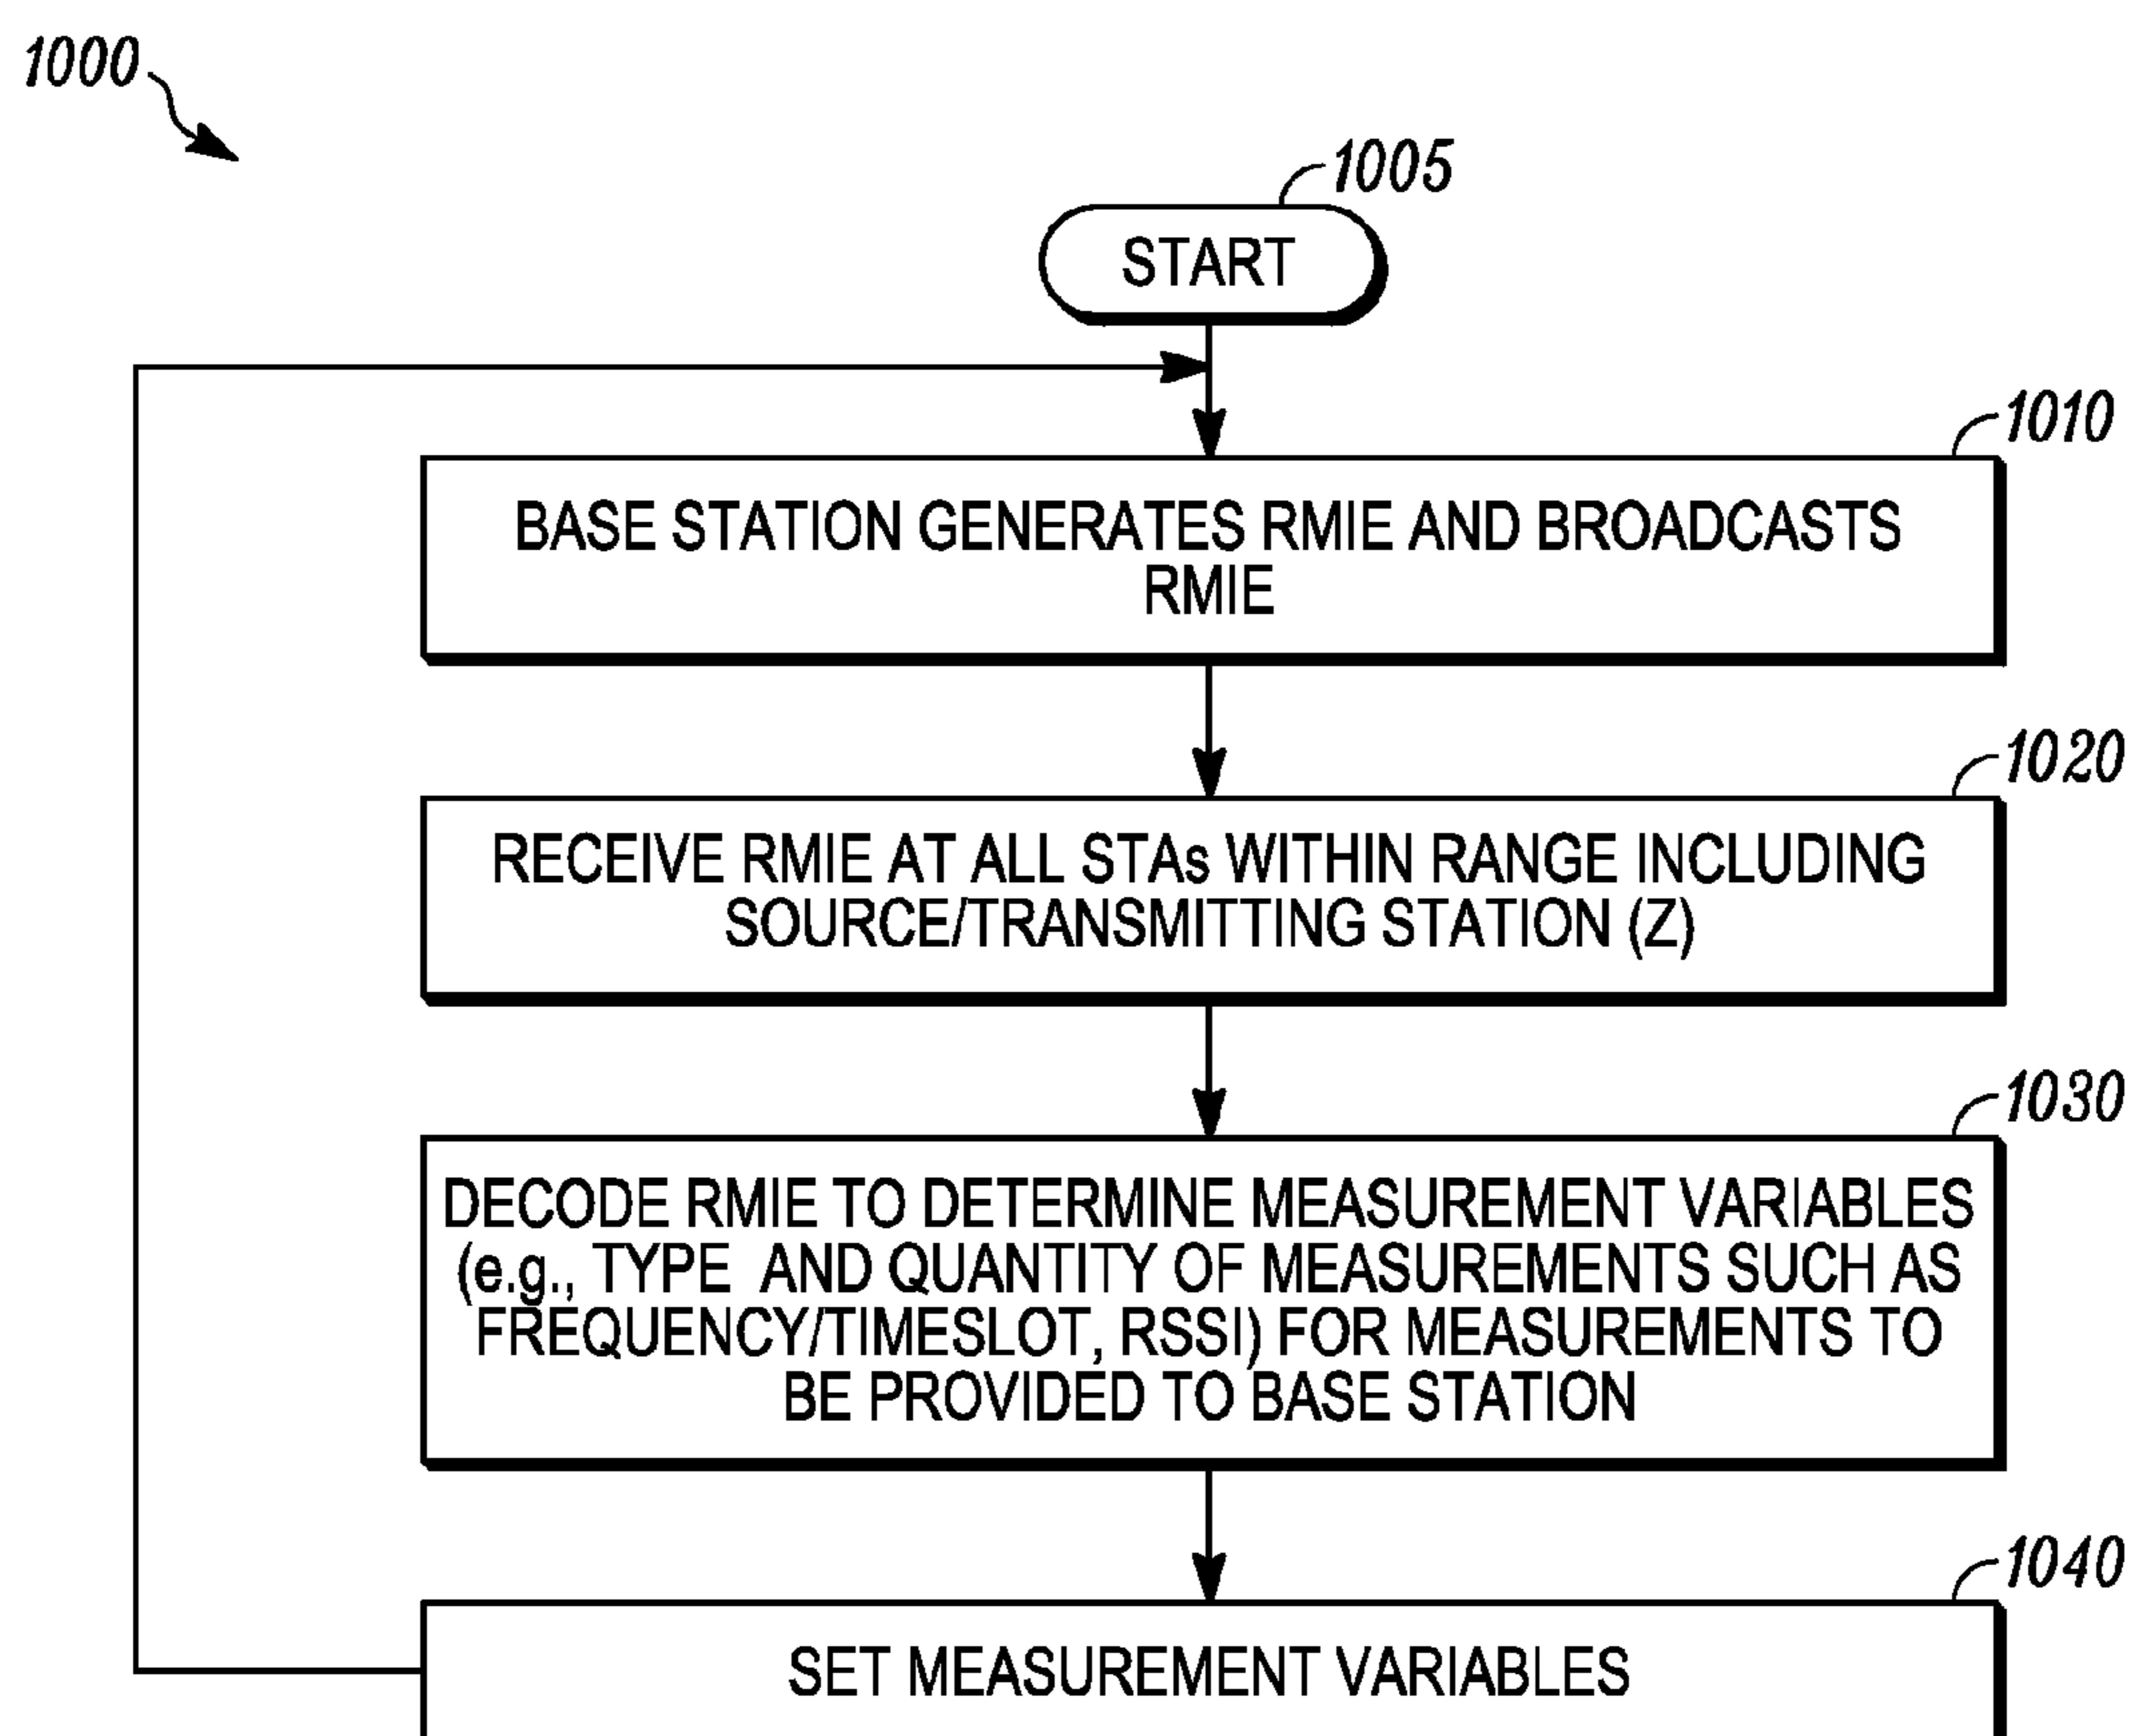 1000
1005
START
1010
BASE STATION GENERATES RMIE AND BROADCASTS
RMIE
1020
RECEIVE RMIE AT ALL STAs WITHIN RANGE INCLUDING
SOURCE/TRANSMITTING STATION (Z)
1030
DECODE RMIE TO DETERMINE MEASUREMENT VARIABLES
(e.g., TYPE AND QUANTITY OF MEASUREMENTS SUCH AS
FREQUENCY/TIMESLOT, RSSI) FOR MEASUREMENTS TO
BE PROVIDED TO BASE STATION
1040
SET MEASUREMENT VARIABLES